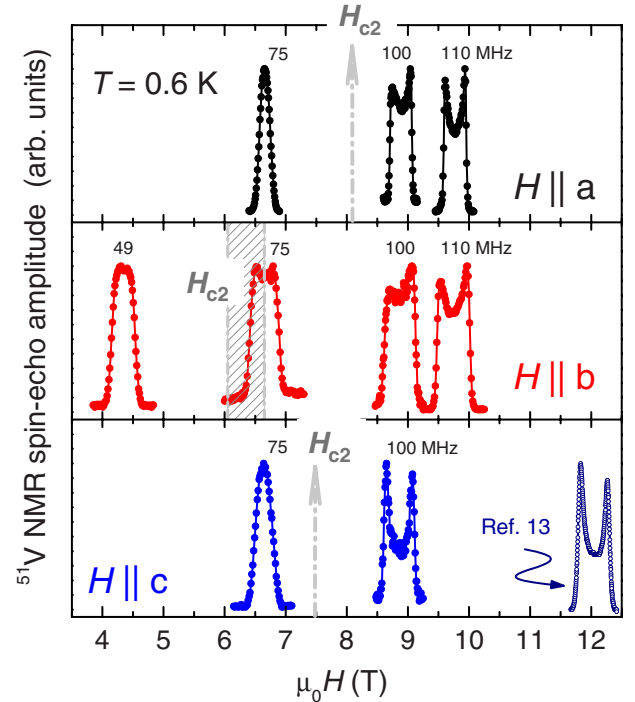 H_c2
75
100
110 MHz
T = 0.6 K
H || a
49
75
100
110 MHz
H_c2
H || b
75
H_c2
100 MHz
Ref. 13
H || c
4 5 6 7 8 9 10 11 12
μ₀H (T)
⁵¹V NMR spin-echo amplitude (arb. units)